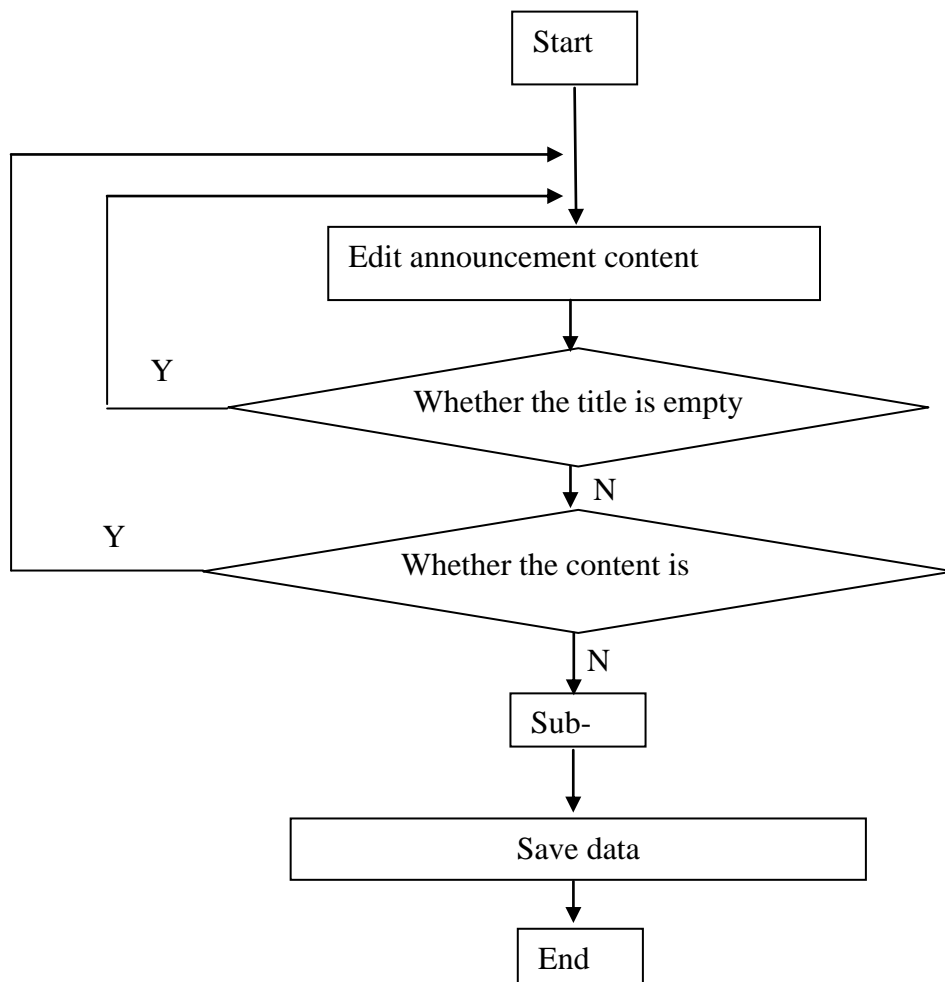 Start
Edit announcement content
Y
Whether the title is empty
N
Y
Whether the content is
N
Sub-
Save data
End